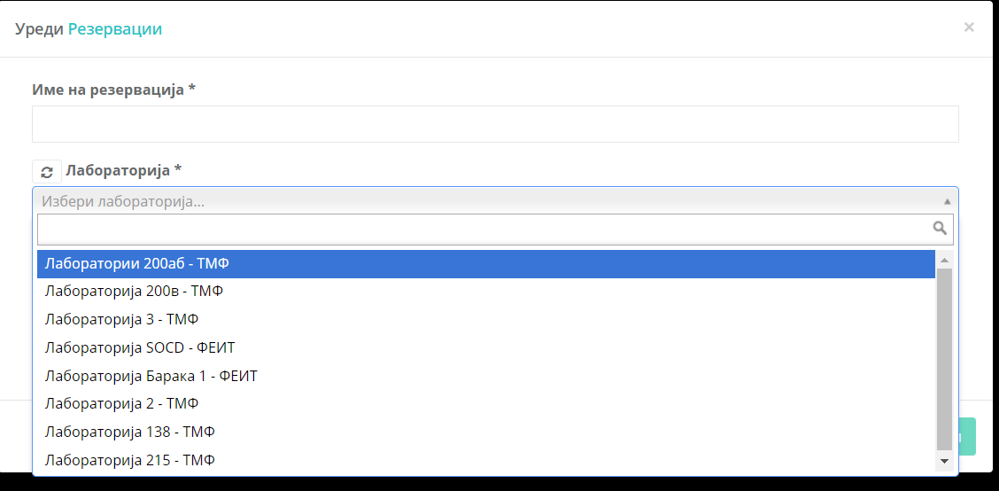 Уреди Резервации
×
Име на резервација *
Лабораторија *
Избери лабораторија...
Лаборатории 200аб - ТМФ
Лабораторија 200в - ТМФ
Лабораторија 3 - ТМФ
Лабораторија SOCD - ФЕИТ
Лабораторија Барака 1 - ФЕИТ
Лабораторија 2 - ТМФ
Лабораторија 138 - ТМФ
Лабораторија 215 - ТМФ